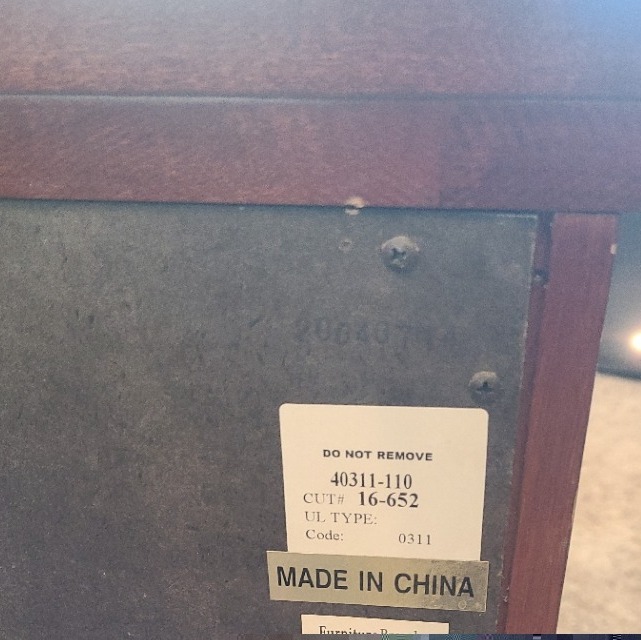 DO NOT REMOVE
40311-110
CUT# 16-652
UL TYPE:
Code: 0311
MADE IN CHINA